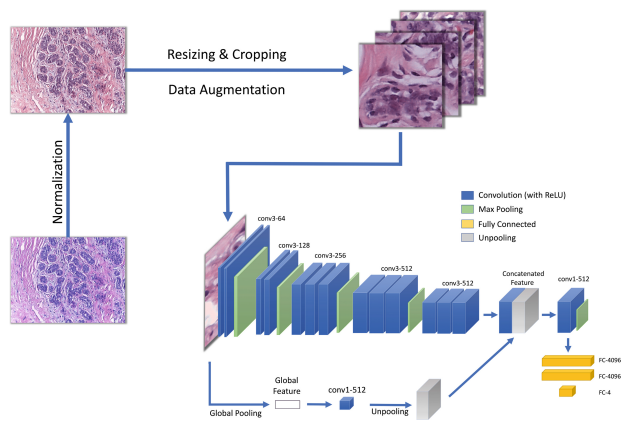 Resizing & Cropping
Data Augmentation
Normalization
Convolution (with ReLU)
Max Pooling
Fully Connected
Unpooling
conv3-64
conv3-128
conv3-256
conv3-512
conv3-512
Concatenated
Feature
conv1-512
FC-4096
FC-4096
FC-4
Global Pooling
Global
Feature
conv1-512
Unpooling